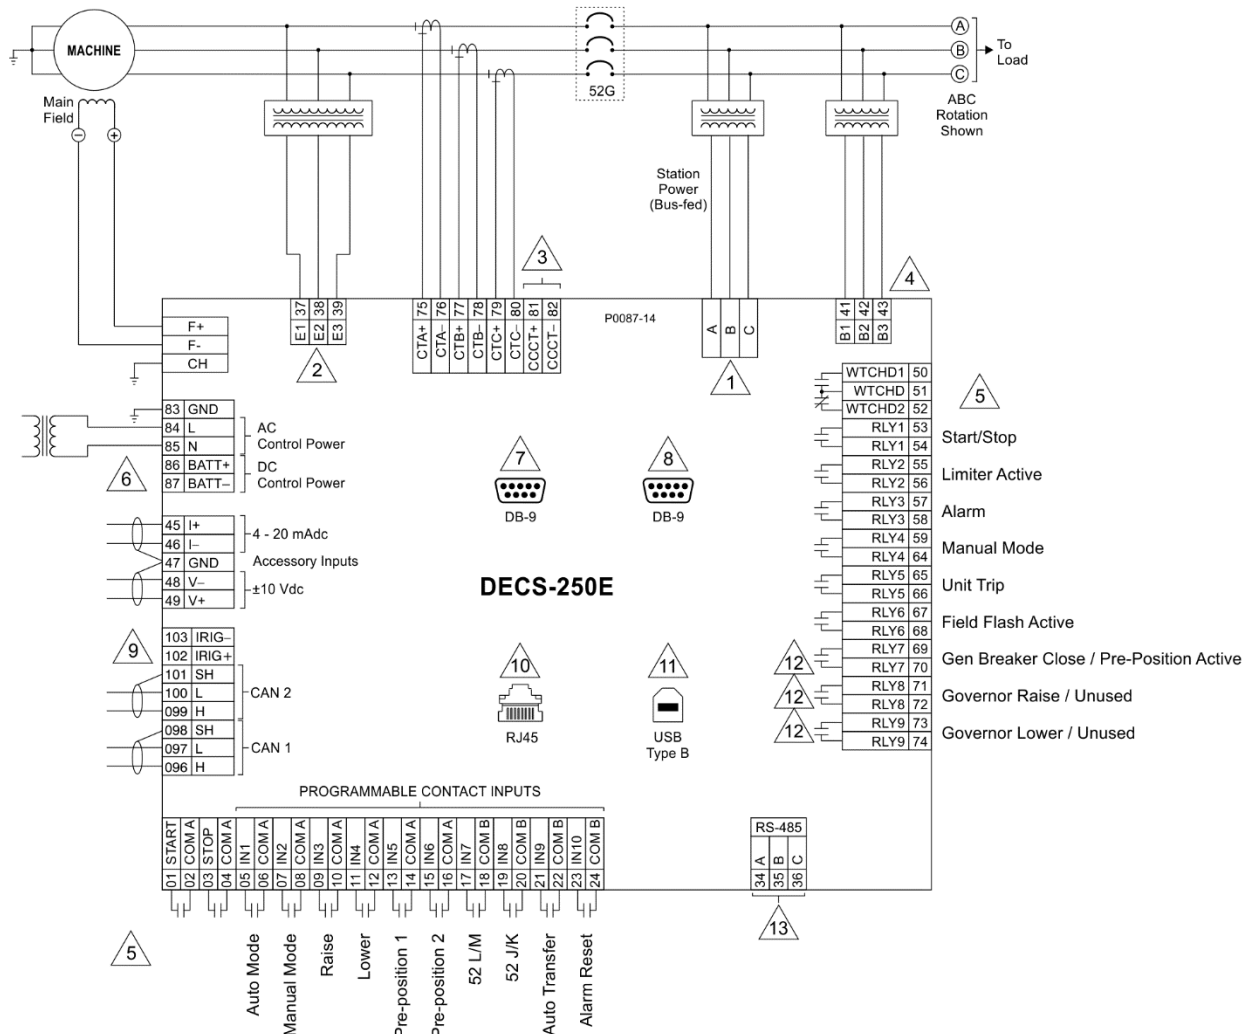 MACHINE
Main
Field
52G
A
B
C
To
Load
ABC
Rotation
Shown
Station
Power
(Bus-fed)
3
4
E1 37
E2 38
E3 39
2
CTA+ 75
CTA– 76
CTB+ 77
CTB– 78
CTC+ 79
CTC– 80
CCCT+ 81
CCCT– 82
P0087-14
A
B
C
1
B1 41
B2 42
B3 43
F+
F-
CH
83 GND
84 L
85 N
AC
Control Power
86 BATT+
87 BATT–
DC
Control Power
6
45 I+
46 I–
4 - 20 mAdc
47 GND
Accessory Inputs
48 V–
49 V+
±10 Vdc
9
103 IRIG–
102 IRIG+
101 SH
100 L
099 H
CAN 2
098 SH
097 L
096 H
CAN 1
7
DB-9
8
DB-9
DECS-250E
10
RJ45
11
USB
Type B
WTCHD1 50
WTCHD 51
WTCHD2 52
5
RLY1 53
RLY1 54
Start/Stop
RLY2 55
RLY2 56
Limiter Active
RLY3 57
RLY3 58
Alarm
RLY4 59
RLY4 64
Manual Mode
RLY5 65
RLY5 66
Unit Trip
RLY6 67
RLY6 68
Field Flash Active
12
RLY7 69
RLY7 70
Gen Breaker Close / Pre-Position Active
12
RLY8 71
RLY8 72
Governor Raise / Unused
12
RLY9 73
RLY9 74
Governor Lower / Unused
PROGRAMMABLE CONTACT INPUTS
01 START
02 COM A
03 STOP
04 COM A
05 IN1
06 COM A
07 IN2
08 COM A
09 IN3
10 COM A
11 IN4
12 COM A
13 IN5
14 COM A
15 IN6
16 COM A
17 IN7
18 COM B
19 IN8
20 COM B
21 IN9
22 COM B
23 IN10
24 COM B
5
Auto Mode
Manual Mode
Raise
Lower
Pre-position 1
Pre-position 2
52 L/M
52 J/K
Auto Transfer
Alarm Reset
RS-485
34 A
35 B
36 C
13